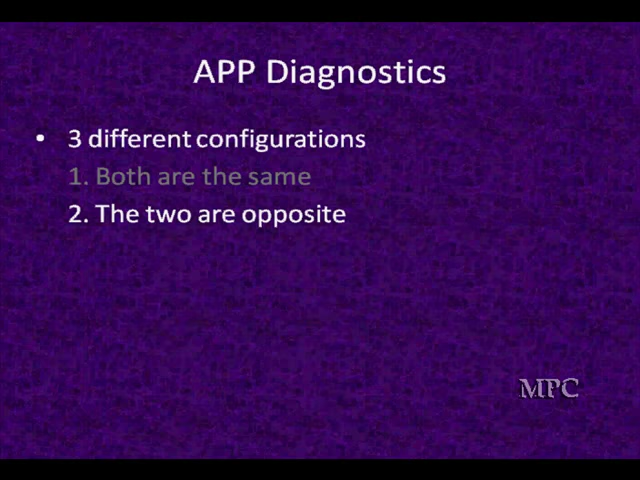 APP Diagnostics
• 3 different configurations
1. Both are the same
2. The two are opposite
MPC